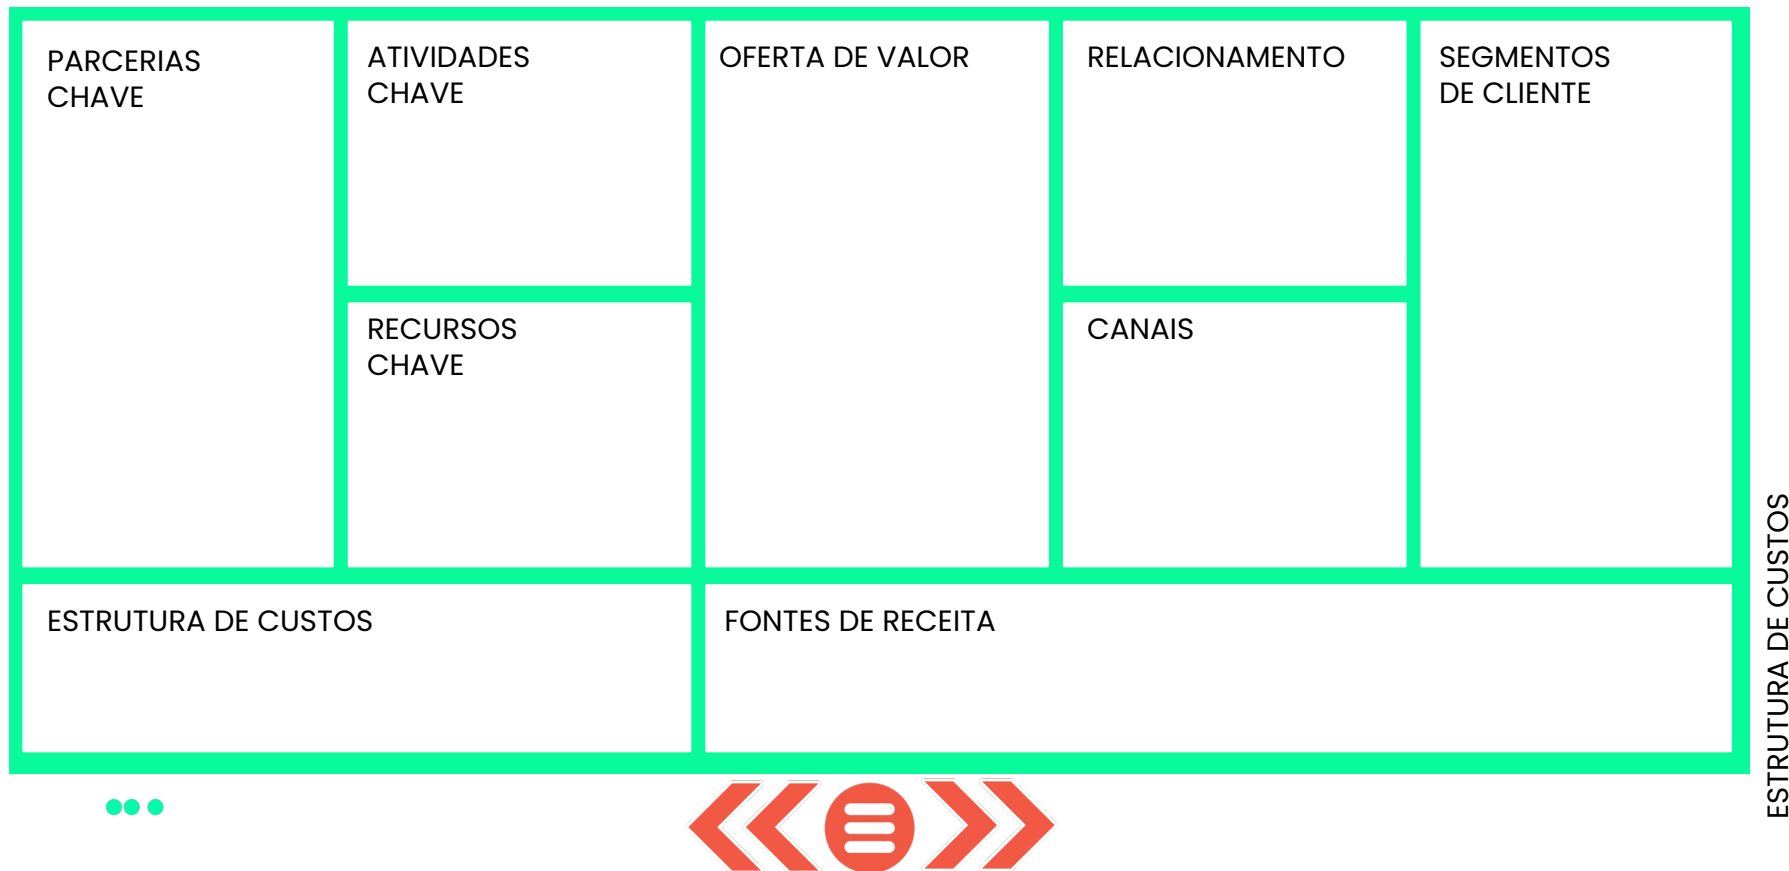 PARCERIAS
CHAVE
ATIVIDADES
CHAVE
OFERTA DE VALOR
RELACIONAMENTO
SEGMENTOS
DE CLIENTE
RECURSOS
CHAVE
CANAIS
ESTRUTURA DE CUSTOS
FONTES DE RECEITA
ESTRUTURA DE CUSTOS